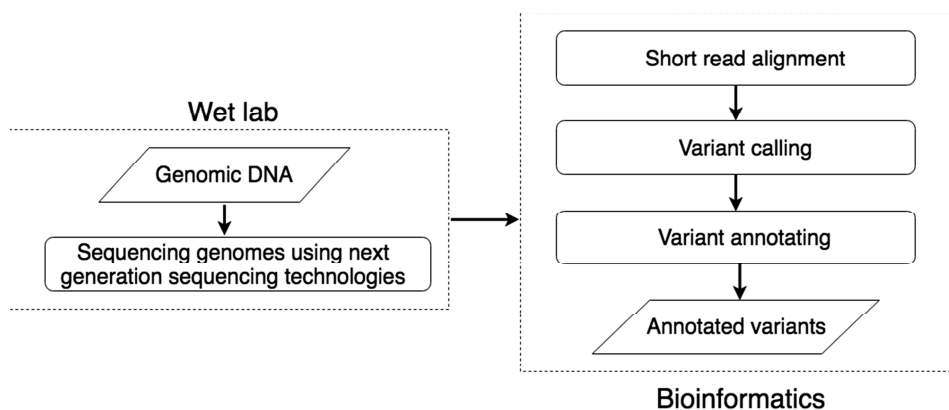 Wet lab
Genomic DNA
Sequencing genomes using next
generation sequencing technologies
Short read alignment
Variant calling
Variant annotating
Annotated variants
Bioinformatics